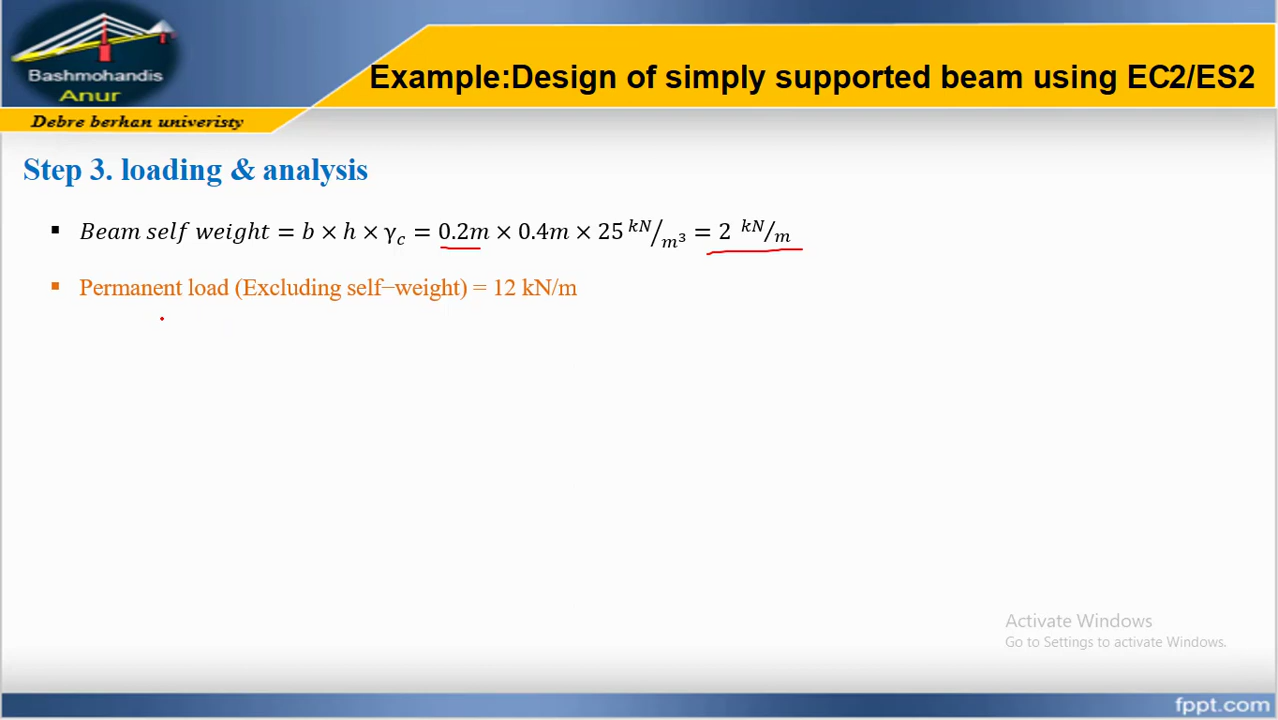 Bashmohandis
Anur
Debre berhan univeristy
Example:Design of simply supported beam using EC2/ES2
Step 3. loading & analysis
▪ Beam self weight = b × h × γ_c = 0.2m × 0.4m × 25 kN/m³ = 2 kN/m
▪ Permanent load (Excluding self−weight) = 12 kN/m
Activate Windows
Go to Settings to activate Windows.
fppt.com